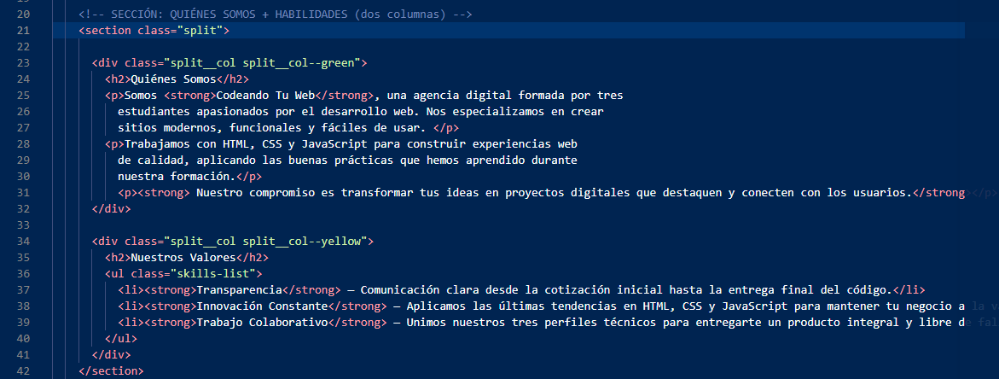 20 <!-- SECCIÓN: QUIÉNES SOMOS + HABILIDADES (dos columnas) -->
21 <section class="split">
22
23 <div class="split__col split__col--green">
24 <h2>Quiénes Somos</h2>
25 <p>Somos <strong>Codeando Tu Web</strong>, una agencia digital formada por tres
26 estudiantes apasionados por el desarrollo web. Nos especializamos en crear
27 sitios modernos, funcionales y fáciles de usar. </p>
28 <p>Trabajamos con HTML, CSS y JavaScript para construir experiencias web
29 de calidad, aplicando las buenas prácticas que hemos aprendido durante
30 nuestra formación.</p>
31 <p><strong> Nuestro compromiso es transformar tus ideas en proyectos digitales que destaquen y conecten con los usuarios.</strong></p>
32 </div>
33
34 <div class="split__col split__col--yellow">
35 <h2>Nuestros Valores</h2>
36 <ul class="skills-list">
37 <li><strong>Transparencia</strong> — Comunicación clara desde la cotización inicial hasta la entrega final del código.</li>
38 <li><strong>Innovación Constante</strong> — Aplicamos las últimas tendencias en HTML, CSS y JavaScript para mantener tu negocio a la v
39 <li><strong>Trabajo Colaborativo</strong> — Unimos nuestros tres perfiles técnicos para entregarte un producto integral y libre de fal
40 </ul>
41 </div>
42 </section>